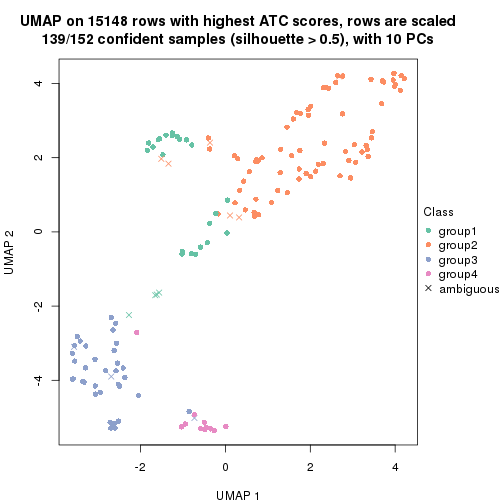 UMAP on 15148 rows with highest ATC scores, rows are scaled
139/152 confident samples (silhouette > 0.5), with 10 PCs
4
2
0
-2
-4
UMAP 2
-2
0
2
4
UMAP 1
Class
group1
group2
group3
group4
ambiguous